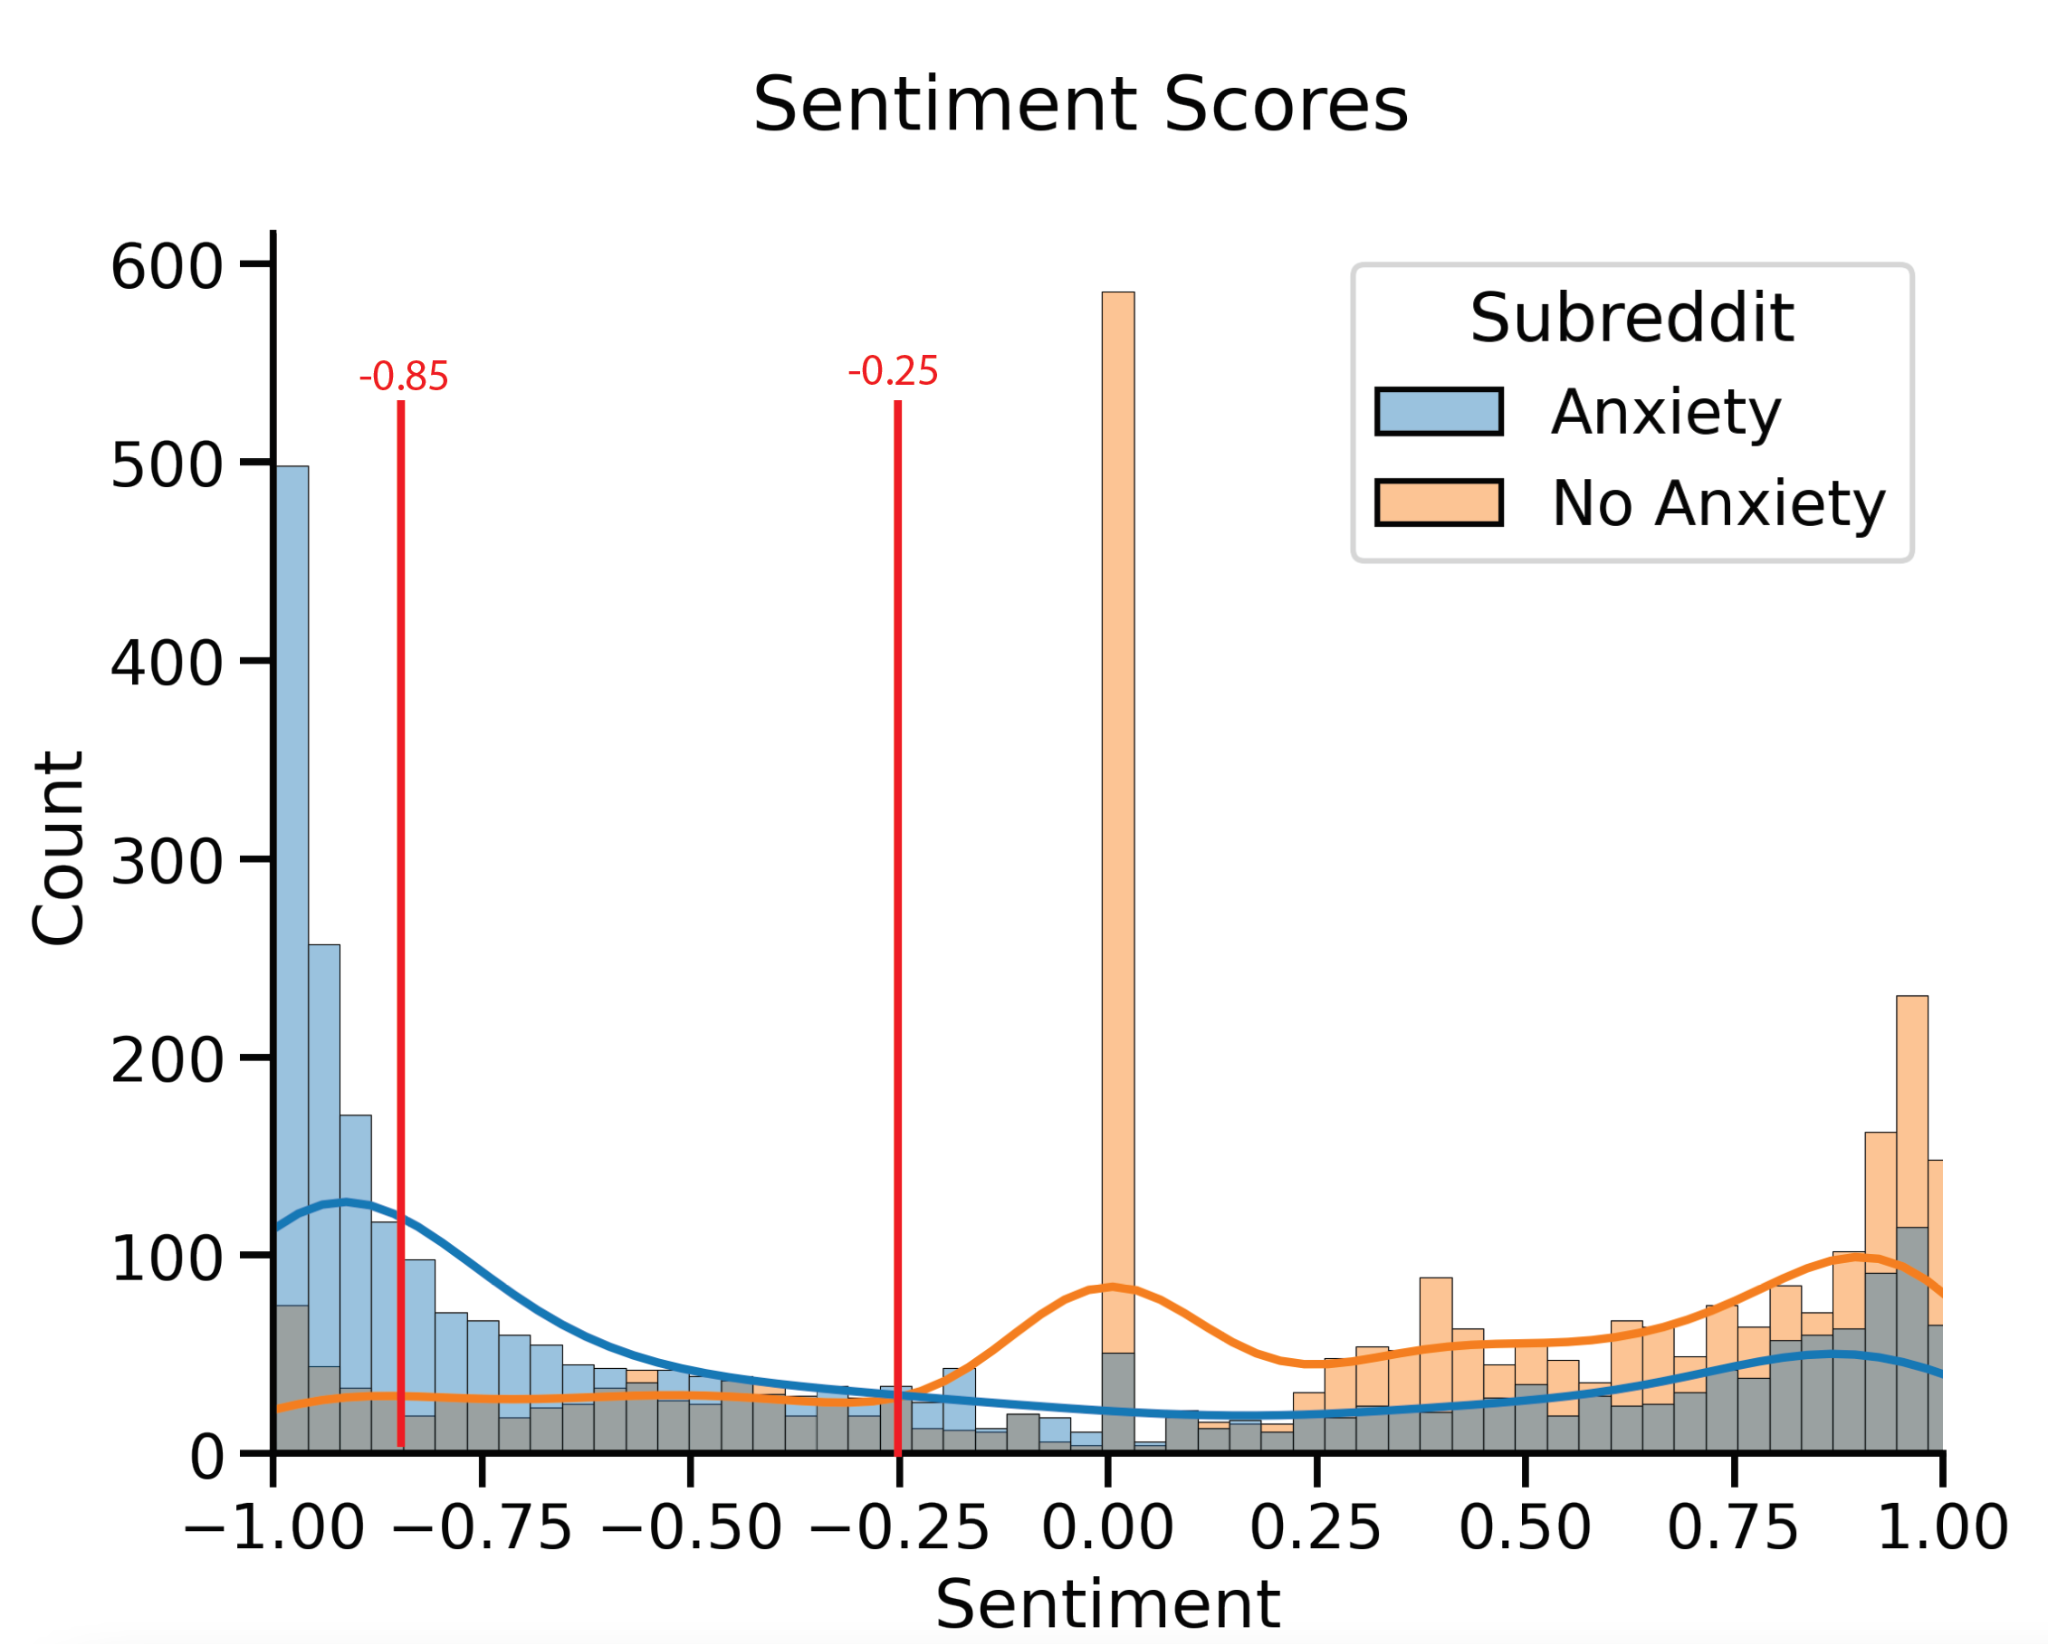 Sentiment Scores
600
500
400
300
200
100
0
Count
-0.85
-0.25
Subreddit
Anxiety
No Anxiety
−1.00 −0.75 −0.50 −0.25 0.00 0.25 0.50 0.75 1.00
Sentiment